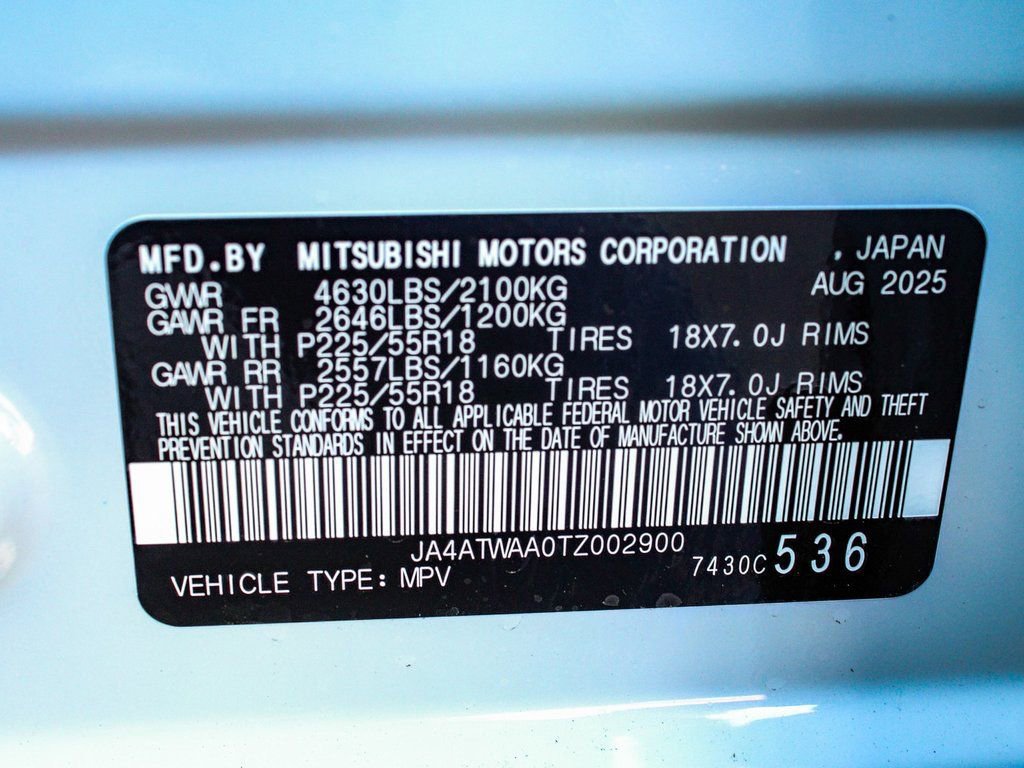 MFD.BY MITSUBISHI MOTORS CORPORATION , JAPAN
GVWR 4630LBS/2100KG AUG 2025
GAWR FR 2646LBS/1200KG
WITH P225/55R18 TIRES 18X7.0J RIMS
GAWR RR 2557LBS/1160KG
WITH P225/55R18 TIRES 18X7.0J RIMS
THIS VEHICLE CONFORMS TO ALL APPLICABLE FEDERAL MOTOR VEHICLE SAFETY AND THEFT
PREVENTION STANDARDS IN EFFECT ON THE DATE OF MANUFACTURE SHOWN ABOVE.
JA4ATWAA0TZ002900
VEHICLE TYPE: MPV 7430C 536